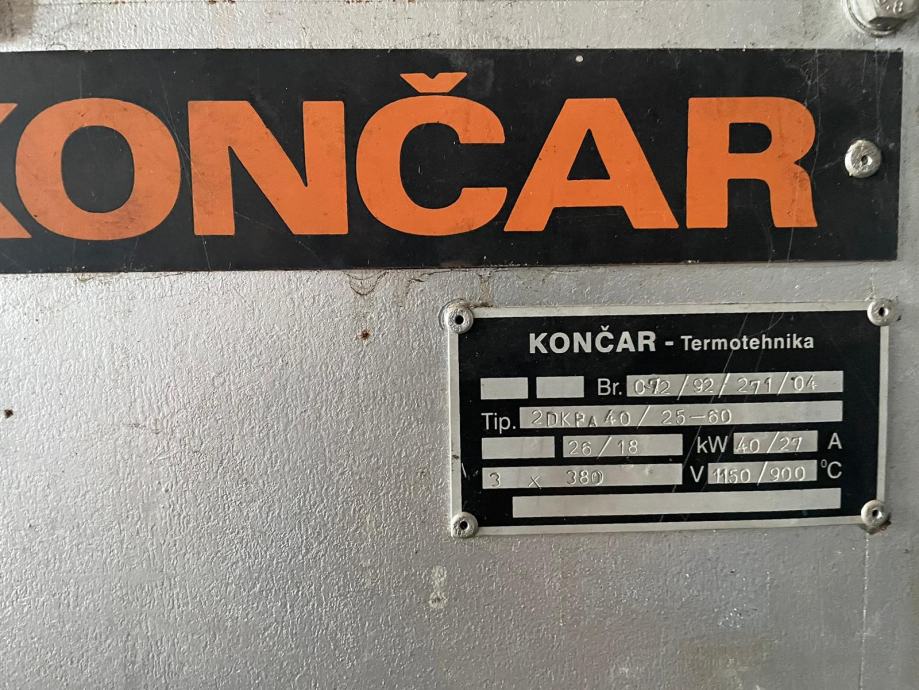 KONČAR
KONČAR - Termotehnika
Br. 092/92/271/04
Tip. 2DKPA 40 / 25-60
26/18 kW 40/27 A
3 x 380 V 1150/900 °C